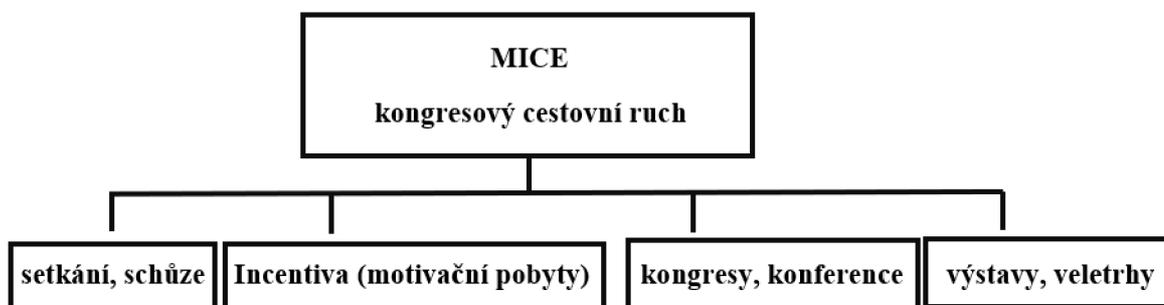 MICE
kongresový cestovní ruch
setkání, schůze
Incentiva (motivační pobyty)
kongresy, konference
výstavy, veletrhy